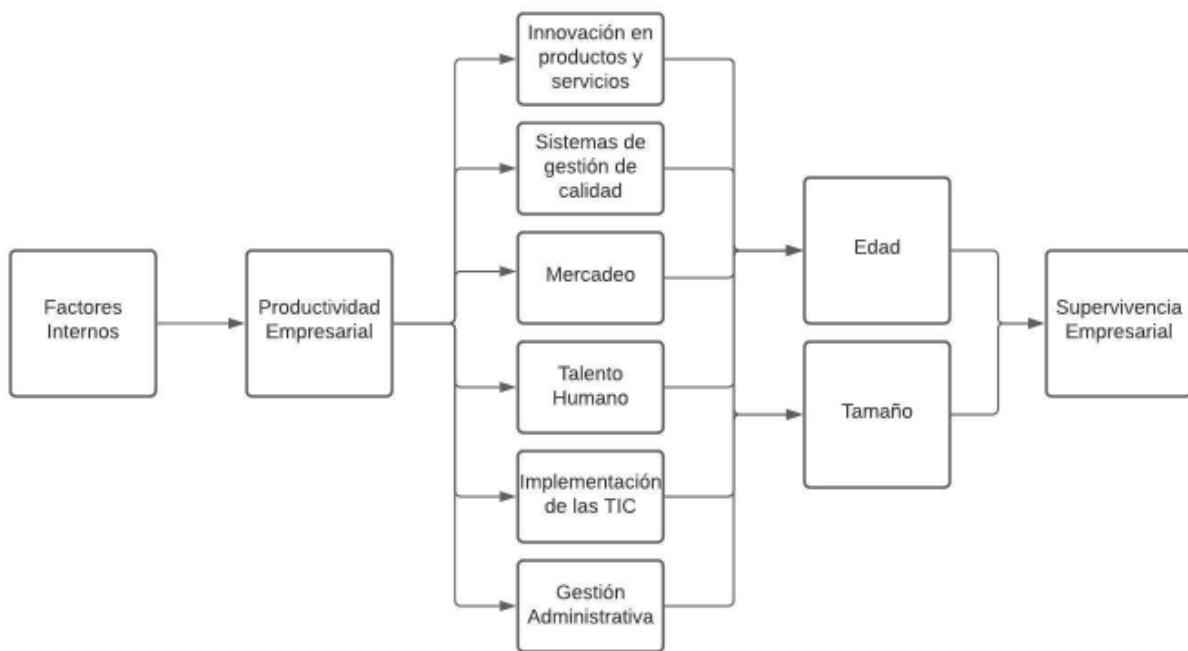 Factores
Internos
Productividad
Empresarial
Innovación en
productos y
servicios
Sistemas de
gestión de
calidad
Mercadeo
Talento
Humano
Implementación
de las TIC
Gestión
Administrativa
Edad
Tamaño
Supervivencia
Empresarial